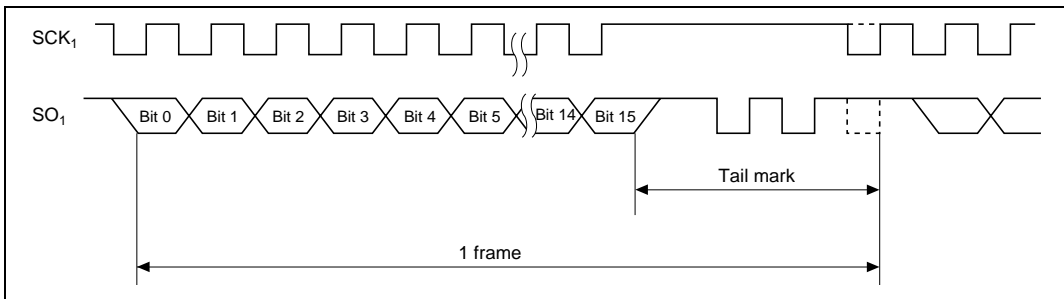 SCK₁
SO₁ Bit 0 Bit 1 Bit 2 Bit 3 Bit 4 Bit 5 Bit 14 Bit 15
Tail mark
1 frame